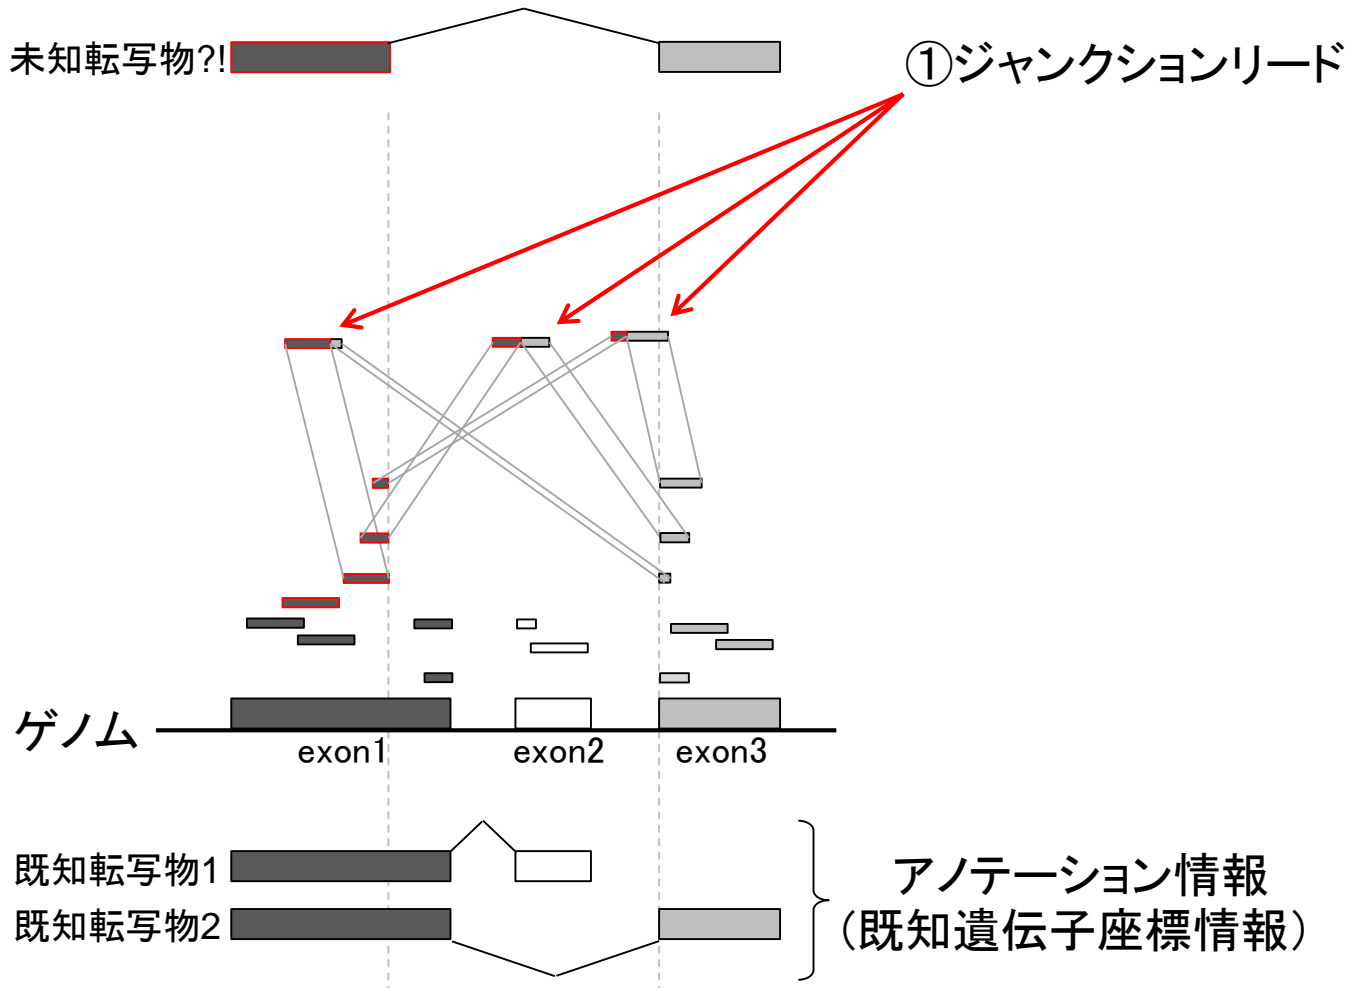 未知転写物?!
①ジャンクションリード
ゲノム
exon1
exon2
exon3
既知転写物1
既知転写物2
アノテーション情報
(既知遺伝子座標情報)